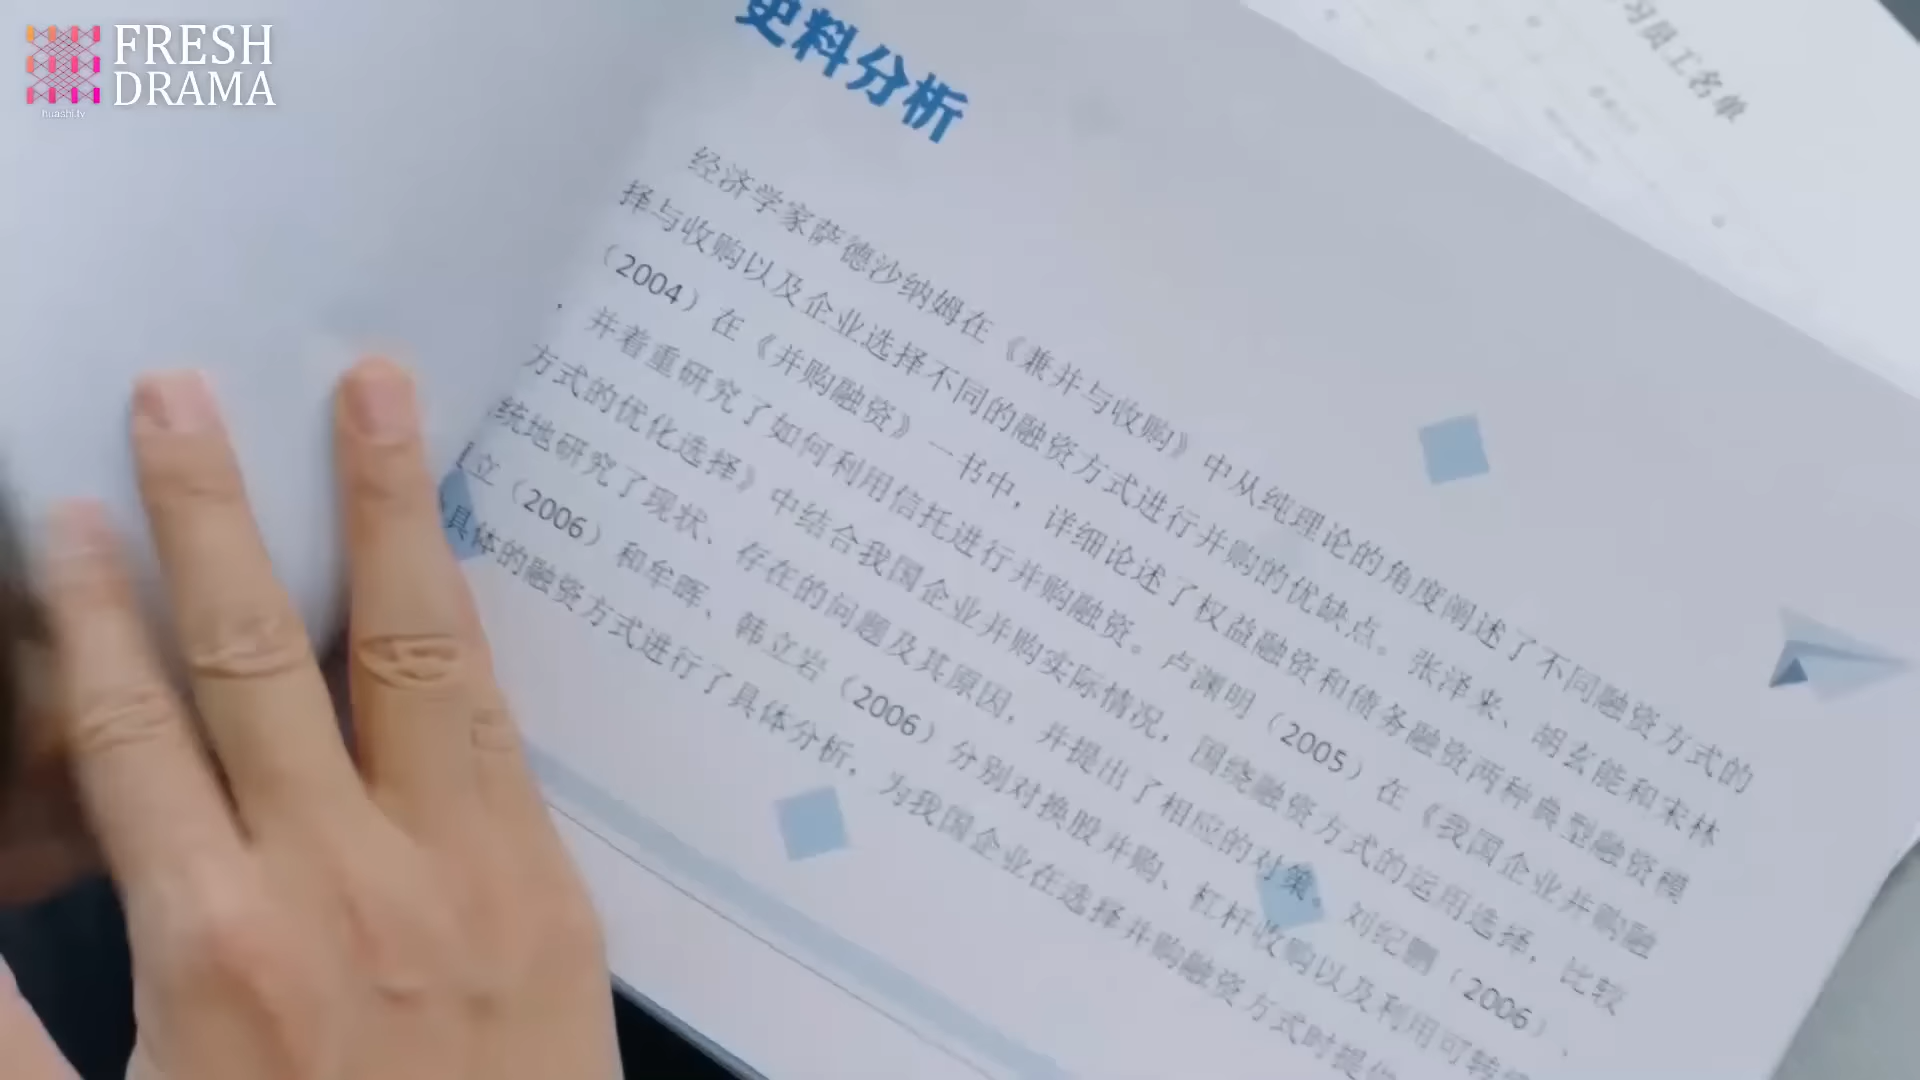 FRESH
DRAMA
huashi.tv
史料分析
习员工名单
经济学家萨德沙纳姆在《兼并与收购》中从纯理论的角度阐述了不同融资方式的
择与收购以及企业选择不同的融资方式进行并购的优缺点。张泽来、胡玄能和宋林
（2004）在《并购融资》一书中，详细论述了权益融资和债务融资两种典型融资模
，并着重研究了如何利用信托进行并购融资。卢渊明（2005）在《我国企业并购融
方式的优化选择》中结合我国企业并购实际情况，围绕融资方式的运用选择，比较
统地研究了现状、存在的问题及其原因，并提出了相应的对策。刘纪鹏（2006）、
立（2006）和牟晖、韩立岩（2006）分别对换股并购、杠杆收购以及利用可转
具体的融资方式进行了具体分析，为我国企业在选择并购融资方式时提供